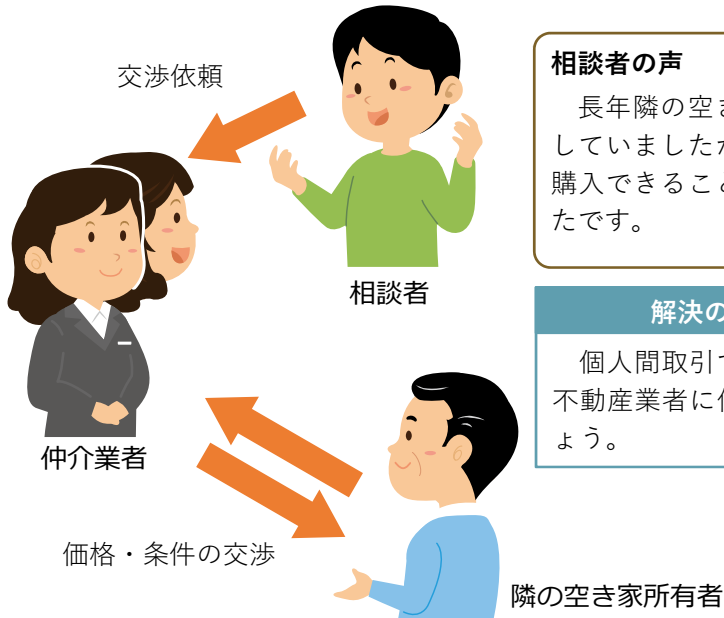 交渉依頼
相談者
仲介業者
価格・条件の交渉
隣の空き家所有者
相談者の声
長年隣の空き
していましたが
購入できること
たです。
解決の
個人間取引で
不動産業者に
ょう。